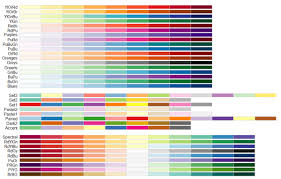 YlOrRd
YlOrBr
YlGnBu
YlGn
Reds
RdPu
Purples
PuRd
PuBuGn
PuBu
OrRd
Oranges
Greys
Greens
GnBu
BuPu
BuGn
Blues
Set3
Set2
Set1
Pastel2
Pastel1
Paired
Dark2
Accent
Spectral
RdYlGn
RdYlBu
RdGy
RdBu
PuOr
PRGn
PiYG
BrBG